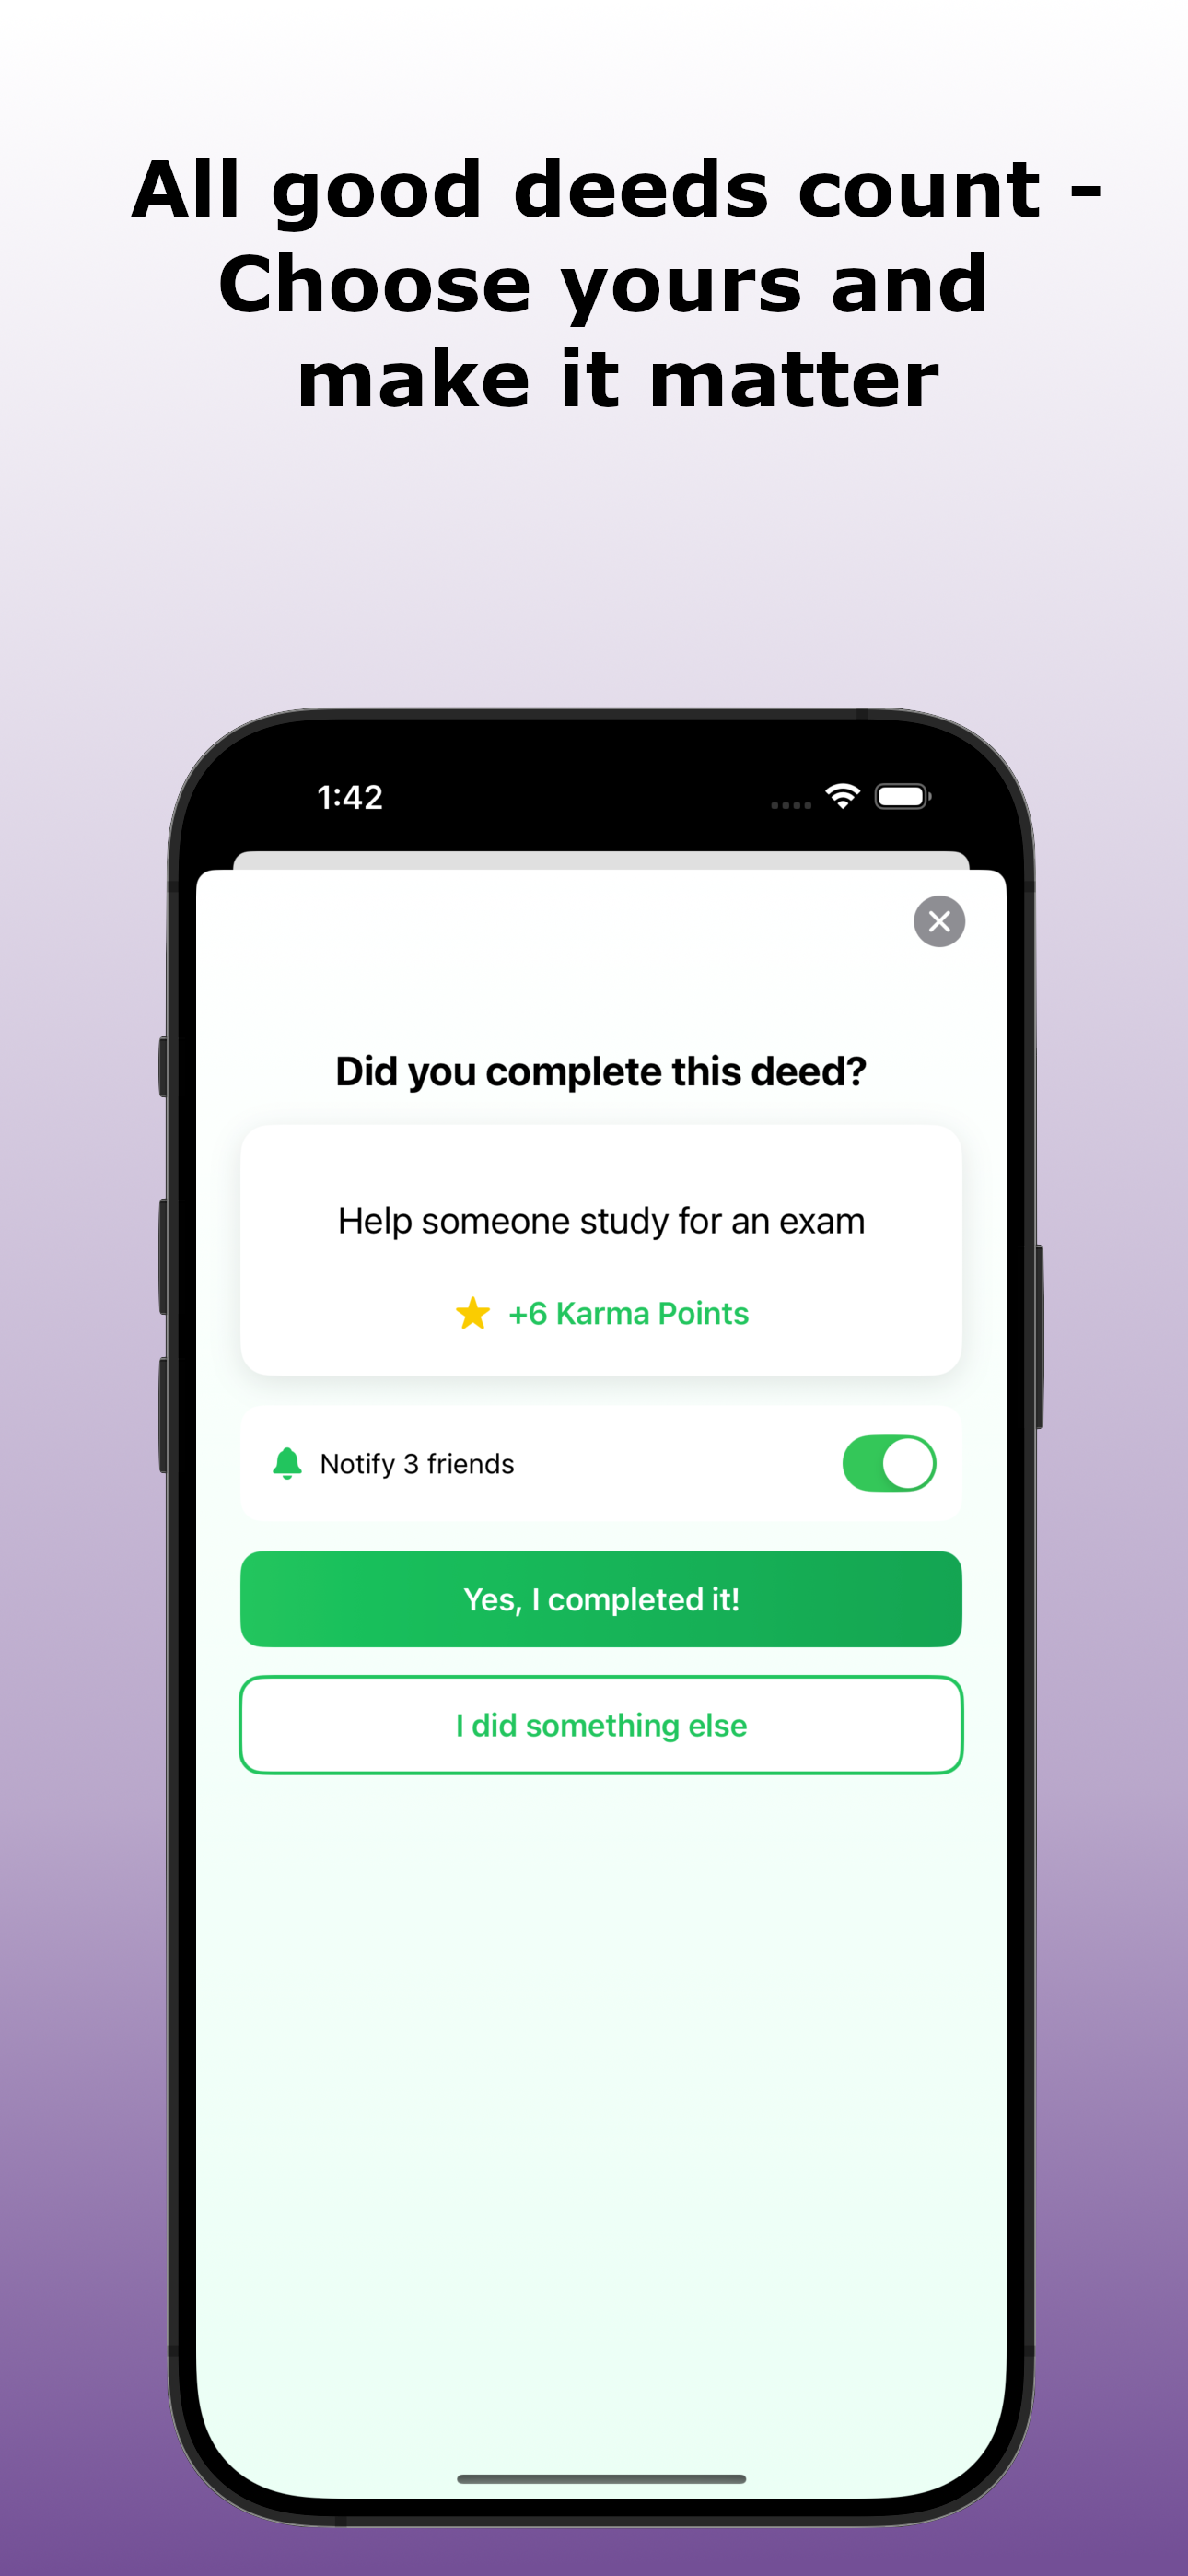 All good deeds count -
Choose yours and
make it matter
1:42
Did you complete this deed?
Help someone study for an exam
+6 Karma Points
Notify 3 friends
Yes, I completed it!
I did something else